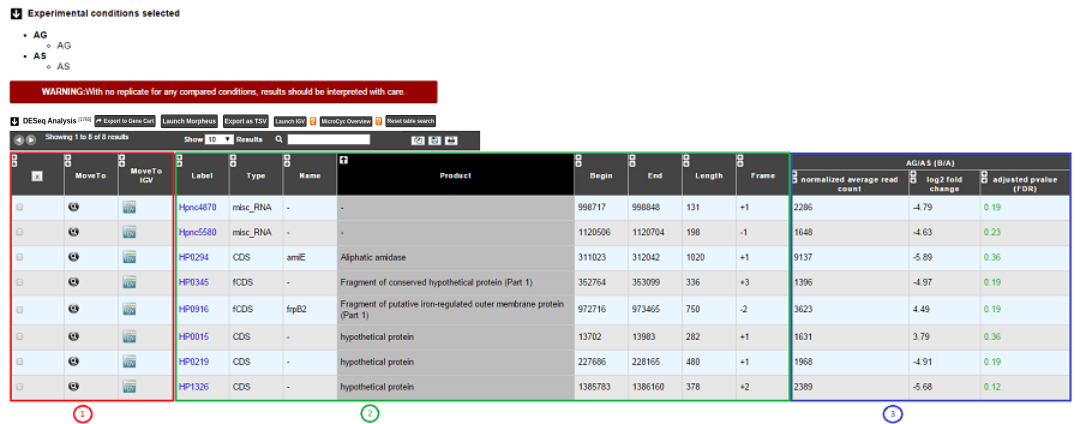 Experimental conditions selected
AG
AG
AS
AS
WARNING:With no replicate for any compared conditions, results should be interpreted with care.
DESeq Analysis [1765] Export to Gene Cart Launch Morpheus Export as TSV Launch IGV ? MicroCyc Overview ? Reset table search
Showing 1 to 8 of 8 results Show 10 Results
AG/AS (B/A)
x MoveTo MoveTo IGV Label Type Name Product Begin End Length Frame normalized average read count log2 fold change adjusted pvalue (FDR)
Hpnc4870 misc_RNA - - 998717 998848 131 +1 2286 -4.79 0.19
Hpnc5580 misc_RNA - - 1120506 1120704 198 -1 1648 -4.63 0.23
HP0294 CDS amiE Aliphatic amidase 311023 312042 1020 +1 9137 -5.89 0.36
HP0345 fCDS - Fragment of conserved hypothetical protein (Part 1) 352764 353099 336 +3 1396 -4.97 0.19
HP0916 fCDS frpB2 Fragment of putative iron-regulated outer membrane protein (Part 1) 972716 973465 750 -2 3623 4.49 0.19
HP0015 CDS - hypothetical protein 13702 13983 282 +1 1631 3.79 0.36
HP0219 CDS - hypothetical protein 227686 228165 480 +1 1968 -4.91 0.19
HP1326 CDS - hypothetical protein 1385783 1386160 378 +2 2389 -5.68 0.12
1 2 3